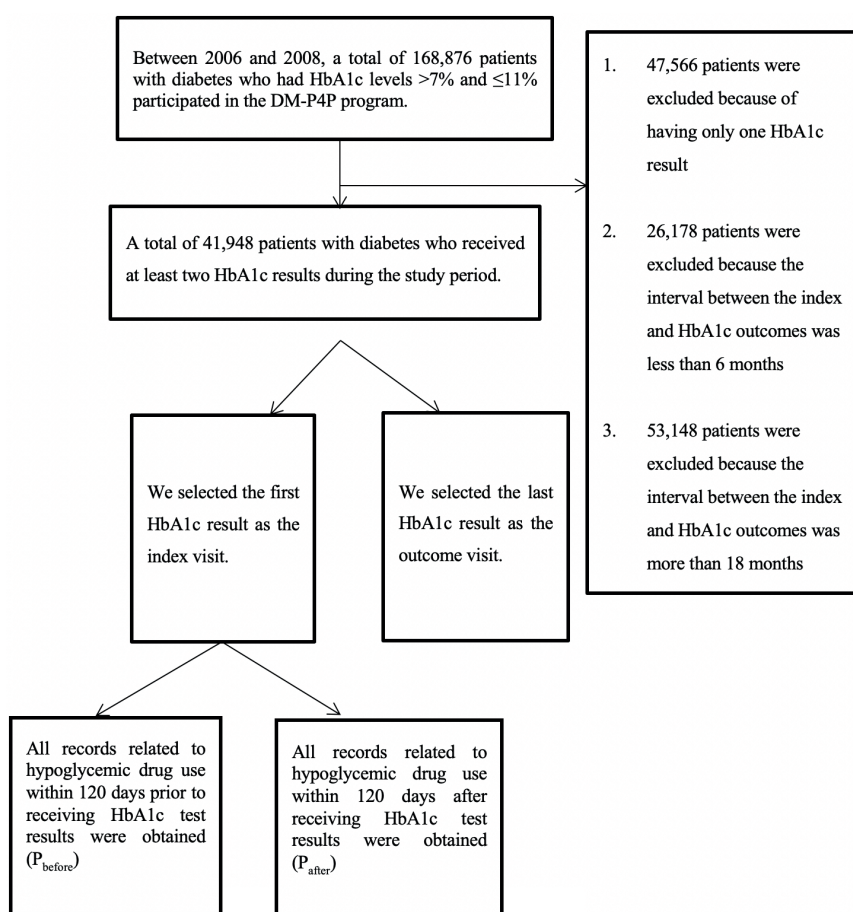 Between 2006 and 2008, a total of 168,876 patients
with diabetes who had HbA1c levels >7% and ≤11%
participated in the DM-P4P program.
1. 47,566 patients were
excluded because of
having only one HbA1c
result
2. 26,178 patients were
excluded because the
interval between the index
and HbA1c outcomes was
less than 6 months
3. 53,148 patients were
excluded because the
interval between the index
and HbA1c outcomes was
more than 18 months
A total of 41,948 patients with diabetes who received
at least two HbA1c results during the study period.
We selected the first
HbA1c result as the
index visit.
We selected the last
HbA1c result as the
outcome visit.
All records related to
hypoglycemic drug use
within 120 days prior to
receiving HbA1c test
results were obtained
(Pbefore)
All records related to
hypoglycemic drug use
within 120 days after
receiving HbA1c test
results were obtained
(Pafter)